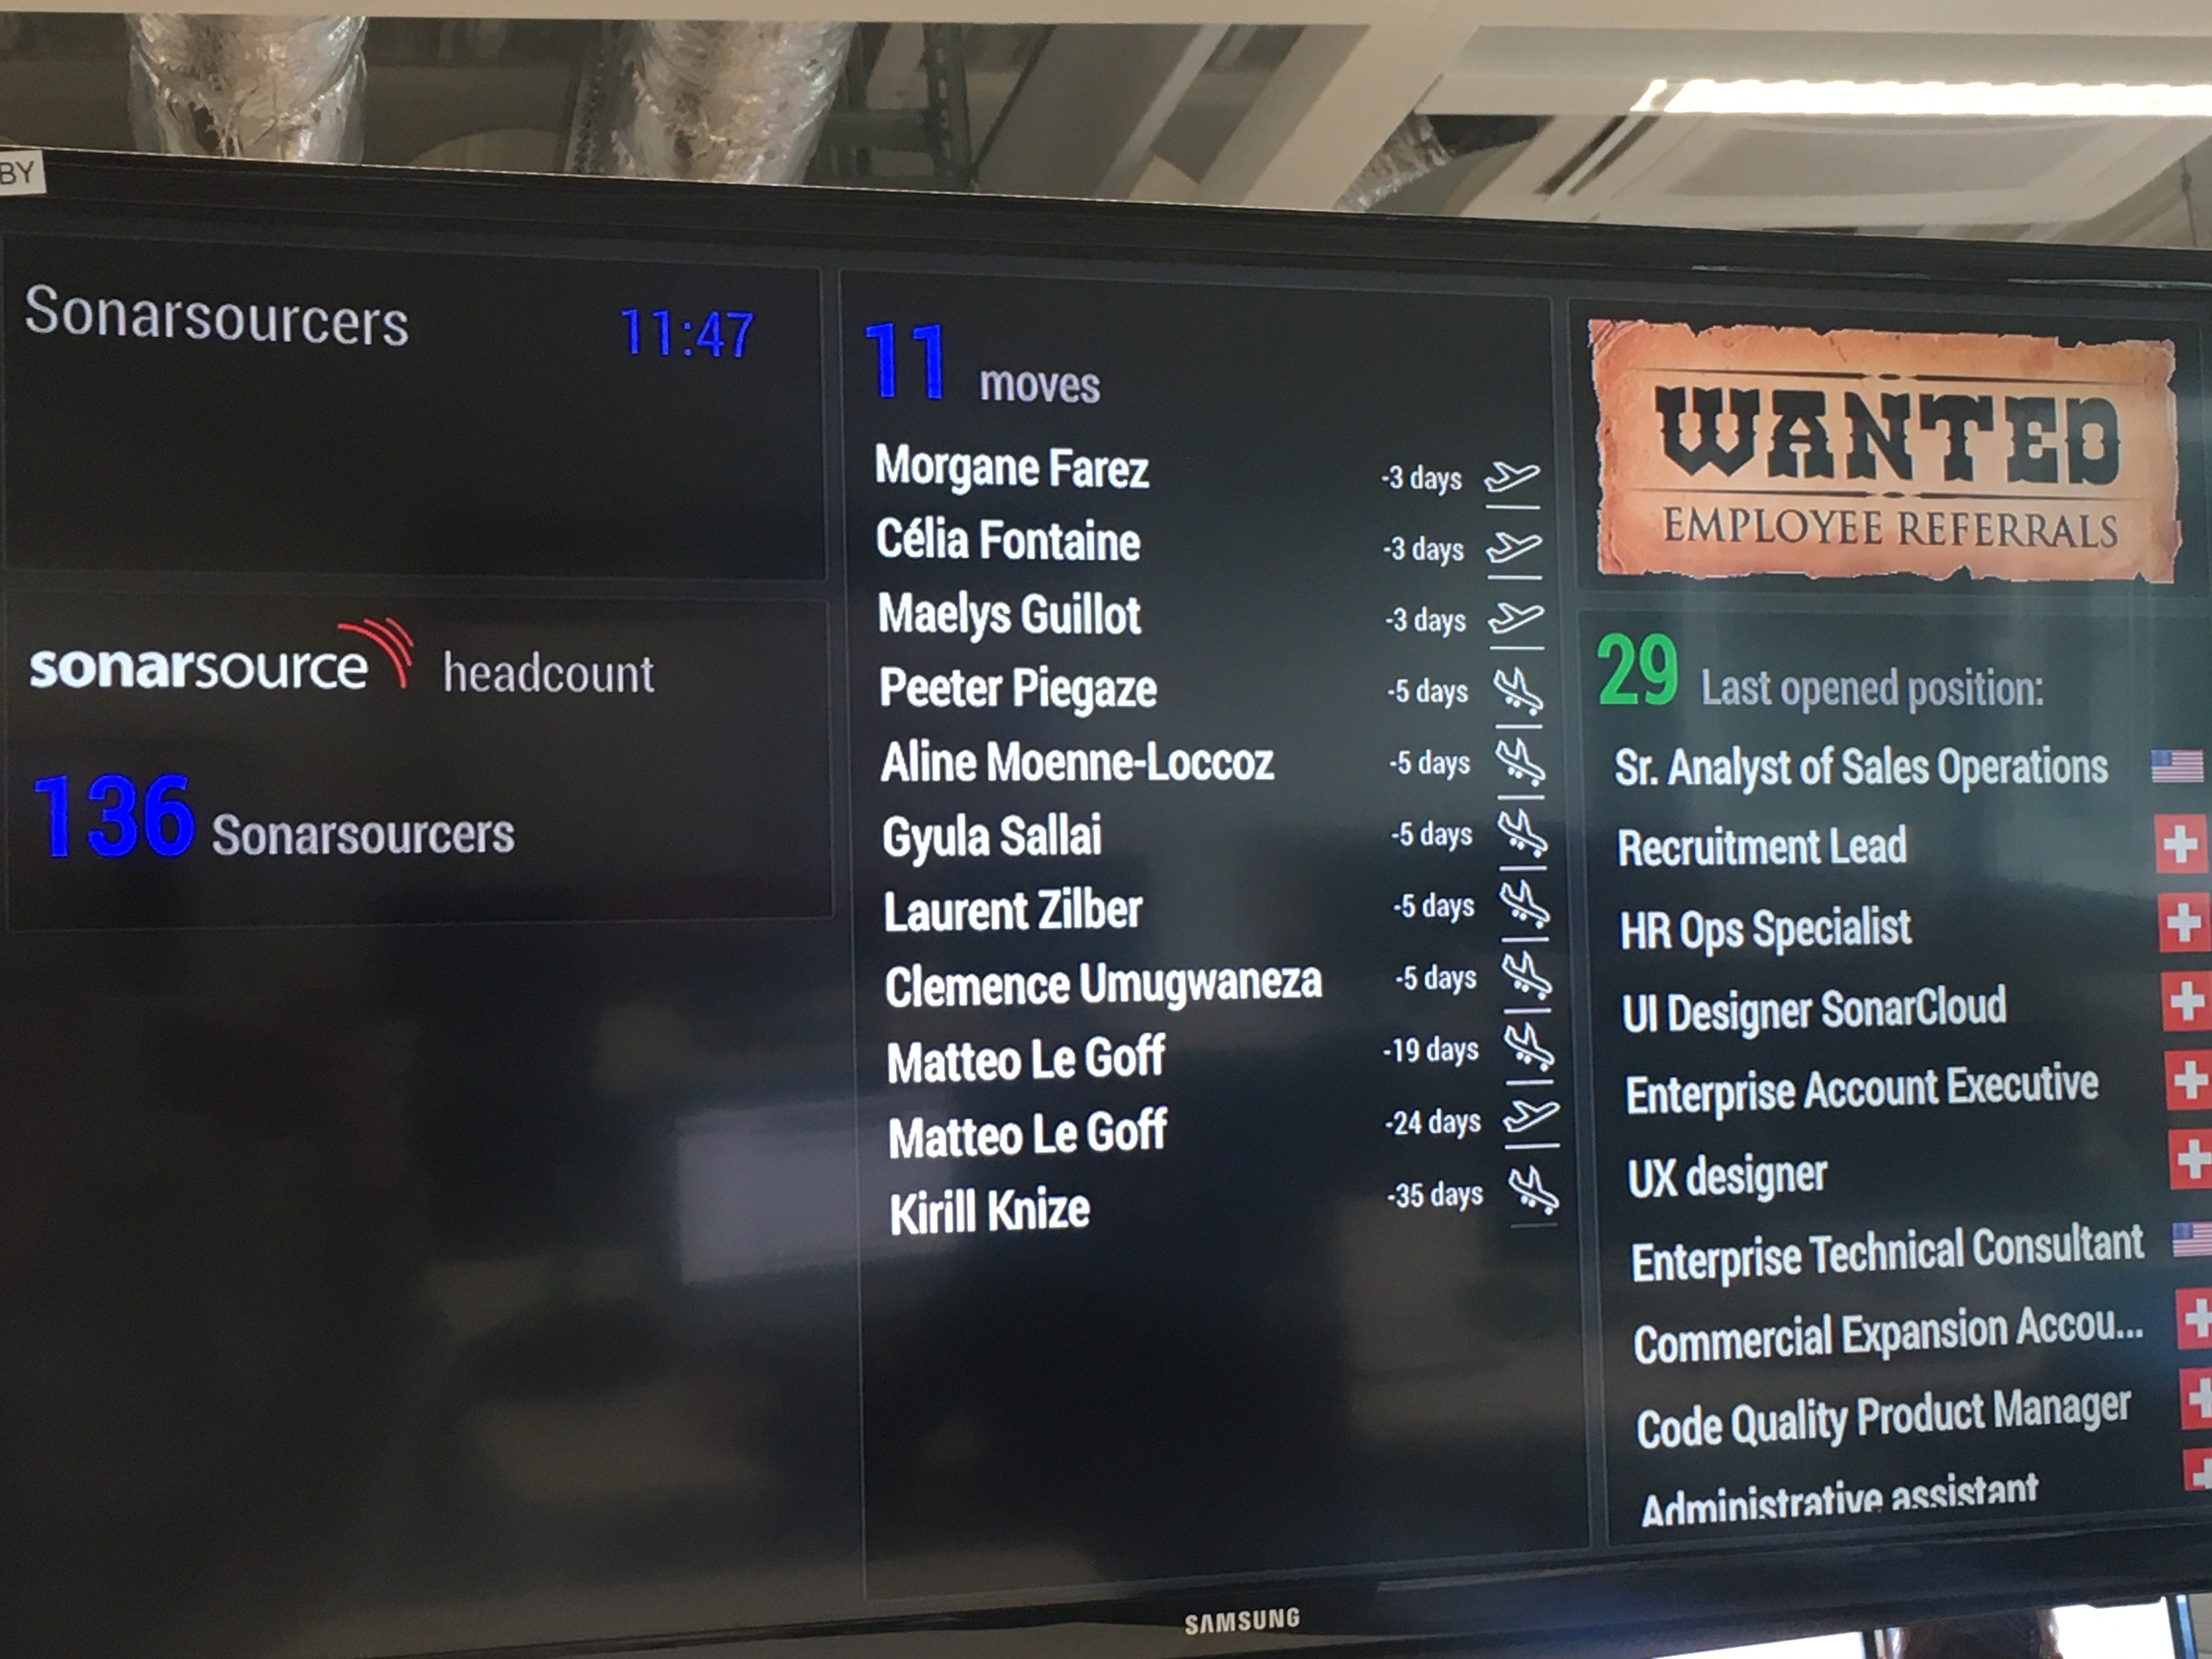 BY
Sonarsourcers 11:47
sonarsource headcount
136 Sonarsourcers
11 moves
Morgane Farez -3 days
Célia Fontaine -3 days
Maelys Guillot -3 days
Peeter Piegaze -5 days
Aline Moenne-Loccoz -5 days
Gyula Sallai -5 days
Laurent Zilber -5 days
Clemence Umugwaneza -5 days
Matteo Le Goff -19 days
Matteo Le Goff -24 days
Kirill Knize -35 days
WANTED
EMPLOYEE REFERRALS
29 Last opened position:
Sr. Analyst of Sales Operations
Recruitment Lead
HR Ops Specialist
UI Designer SonarCloud
Enterprise Account Executive
UX designer
Enterprise Technical Consultant
Commercial Expansion Accou...
Code Quality Product Manager
Administrative assistant
SAMSUNG